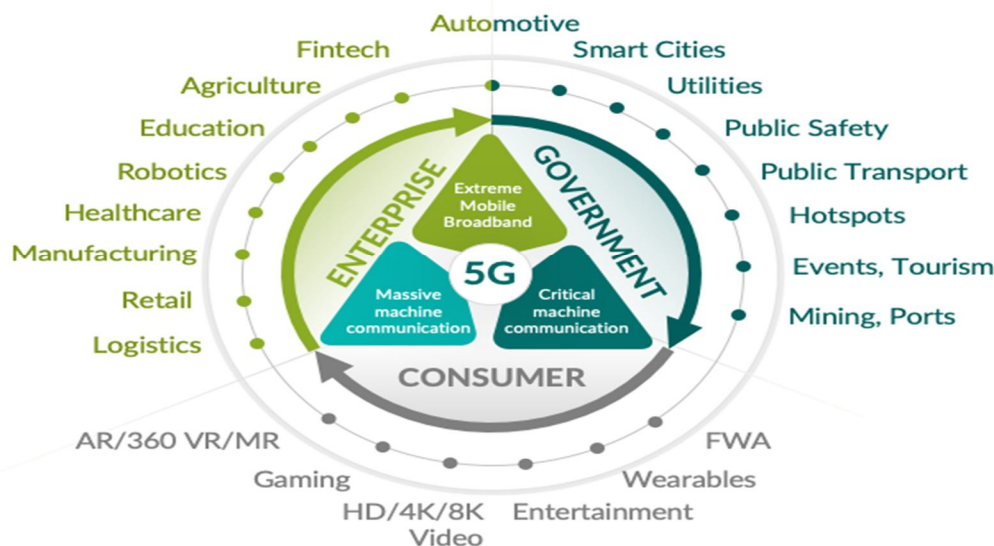 Automotive
Fintech
Smart Cities
Agriculture
Utilities
Education
Public Safety
Robotics
Public Transport
Healthcare
Hotspots
Manufacturing
Events, Tourism
Retail
Mining, Ports
Logistics
ENTERPRISE
GOVERNMENT
Extreme
Mobile
Broadband
5G
Massive
machine
communication
Critical
machine
communication
CONSUMER
AR/360 VR/MR
FWA
Gaming
Wearables
HD/4K/8K
Video
Entertainment